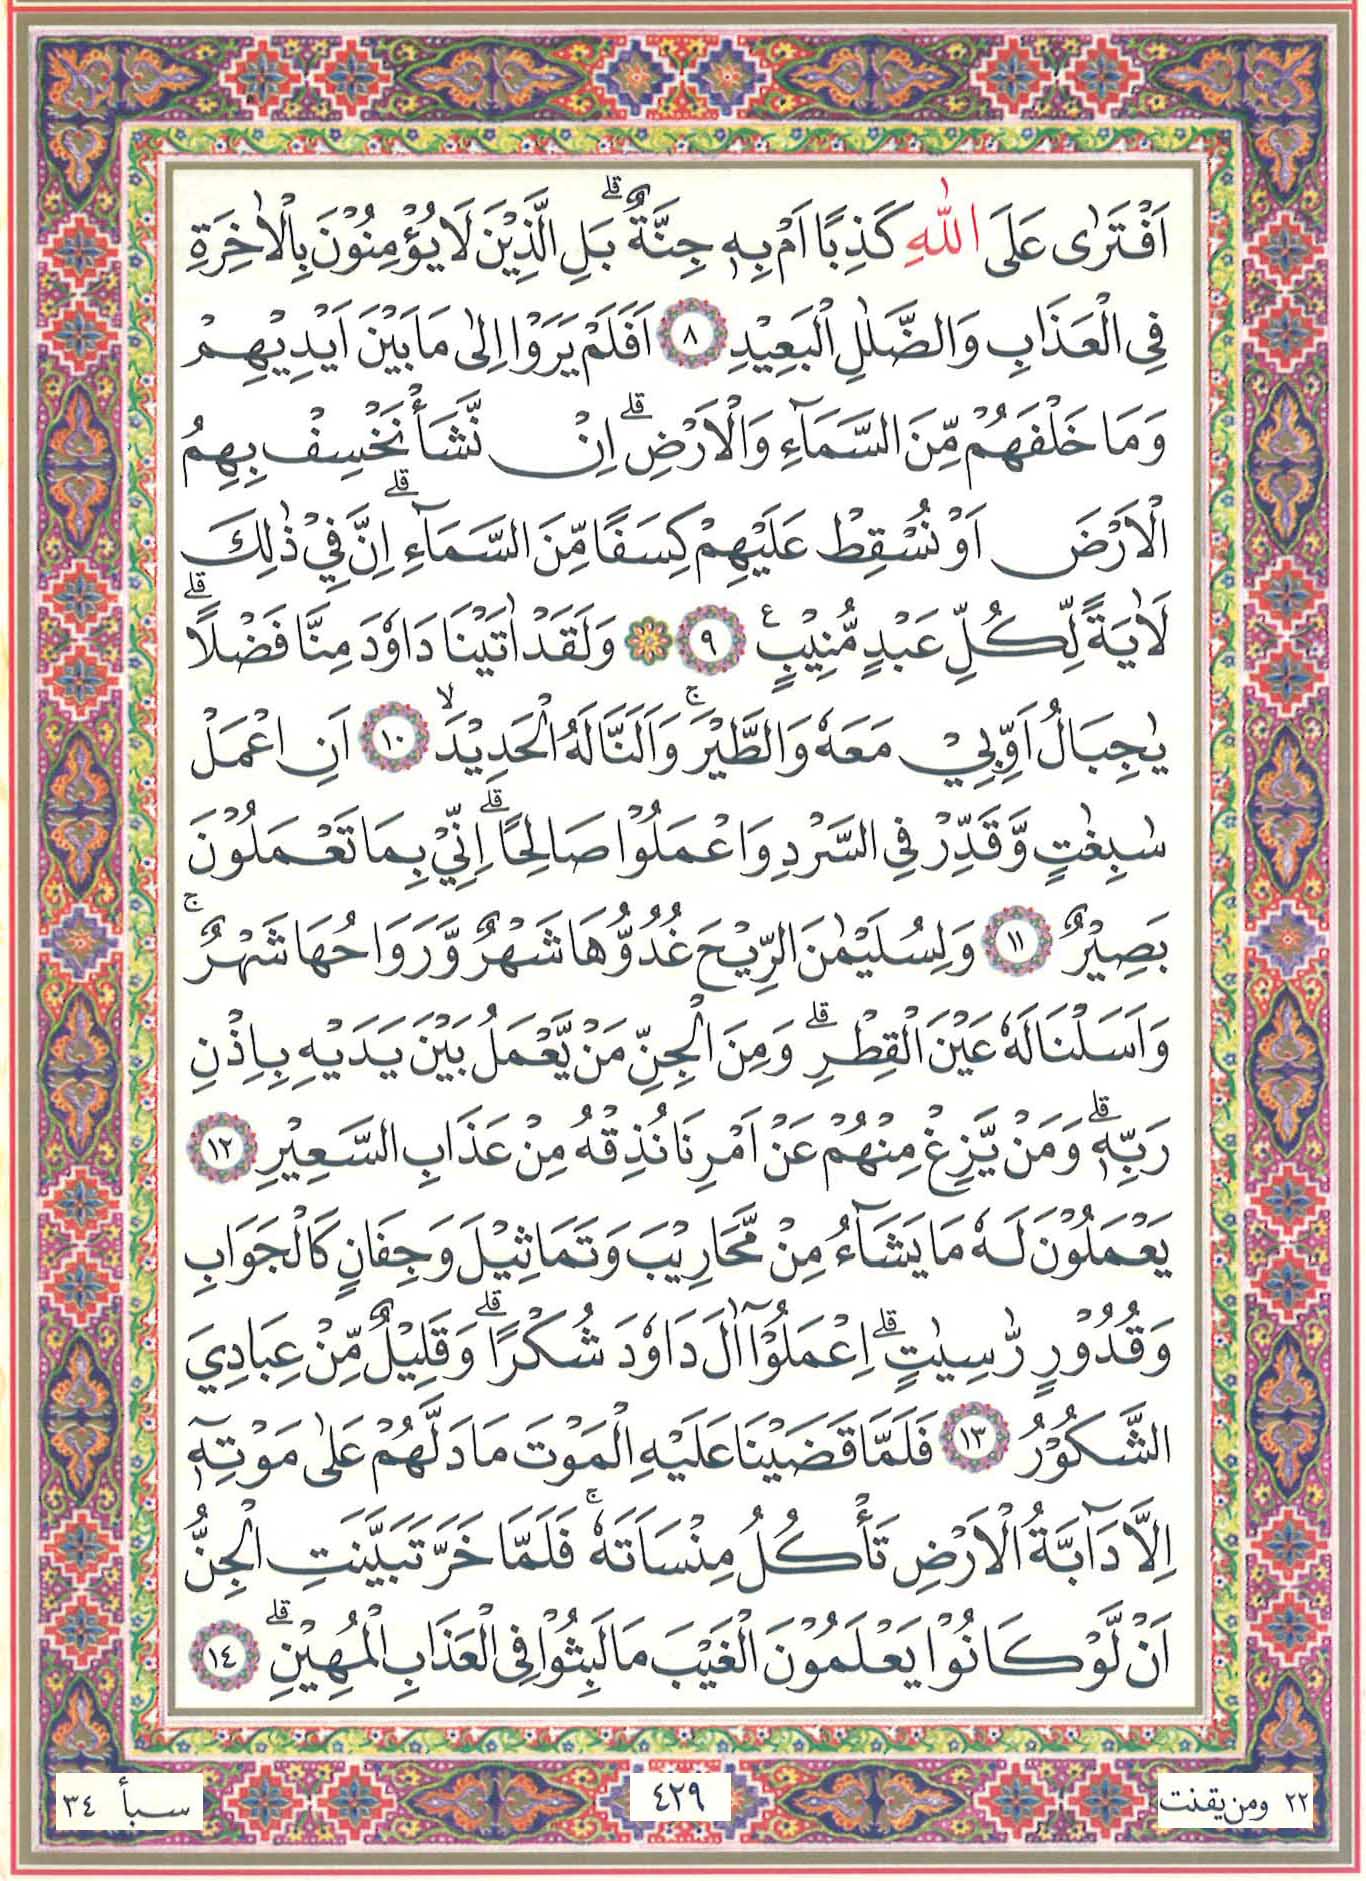 اَفْتَرٰى عَلَى اللّٰهِ كَذِبًا اَمْ بِهٖ جِنَّةٌ ؕ بَلِ الَّذِيْنَ لَا يُؤْمِنُوْنَ بِالْاٰخِرَةِ
فِى الْعَذَابِ وَالضَّلٰلِ الْبَعِيْدِ ٨ اَفَلَمْ يَرَوْا اِلٰى مَا بَيْنَ اَيْدِيْهِمْ
وَمَا خَلْفَهُمْ مِّنَ السَّمَآءِ وَالْاَرْضِ ۗ اِنْ نَّشَأْ نَخْسِفْ بِهِمُ
الْاَرْضَ اَوْ نُسْقِطْ عَلَيْهِمْ كِسَفًا مِّنَ السَّمَآءِ ۗ اِنَّ فِيْ ذٰلِكَ
لَاٰيَةً لِّكُلِّ عَبْدٍ مُّنِيْبٍ ࣖ ٩ ۞ وَلَقَدْ اٰتَيْنَا دَاوٗدَ مِنَّا فَضْلًا ۗ
يٰجِبَالُ اَوِّبِيْ مَعَهٗ وَالطَّيْرَ ۚ وَاَلَنَّا لَهُ الْحَدِيْدَ ۙ ١٠ اَنِ اعْمَلْ
سٰبِغٰتٍ وَّقَدِّرْ فِى السَّرْدِ وَاعْمَلُوْا صَالِحًا ۗ اِنِّيْ بِمَا تَعْمَلُوْنَ
بَصِيْرٌ ١١ وَلِسُلَيْمٰنَ الرِّيْحَ غُدُوُّهَا شَهْرٌ وَّرَوَاحُهَا شَهْرٌ ۚ
وَاَسَلْنَا لَهٗ عَيْنَ الْقِطْرِ ۗ وَمِنَ الْجِنِّ مَنْ يَّعْمَلُ بَيْنَ يَدَيْهِ بِاِذْنِ
رَبِّهٖ ۗ وَمَنْ يَّزِغْ مِنْهُمْ عَنْ اَمْرِنَا نُذِقْهُ مِنْ عَذَابِ السَّعِيْرِ ١٢
يَعْمَلُوْنَ لَهٗ مَا يَشَآءُ مِنْ مَّحَارِيْبَ وَتَمَاثِيْلَ وَجِفَانٍ كَالْجَوَابِ
وَقُدُوْرٍ رّٰسِيٰتٍ ۗ اِعْمَلُوْٓا اٰلَ دَاوٗدَ شُكْرًا ۗ وَقَلِيْلٌ مِّنْ عِبَادِيَ
الشَّكُوْرُ ١٣ فَلَمَّا قَضَيْنَا عَلَيْهِ الْمَوْتَ مَا دَلَّهُمْ عَلٰى مَوْتِهٖٓ
اِلَّا دَآبَّةُ الْاَرْضِ تَأْكُلُ مِنْسَاَتَهٗ ۚ فَلَمَّا خَرَّ تَبَيَّنَتِ الْجِنُّ
اَنْ لَّوْ كَانُوْا يَعْلَمُوْنَ الْغَيْبَ مَا لَبِثُوْا فِى الْعَذَابِ الْمُهِيْنِ ۗ ١٤
٢٢ ومن يقنت
٤٢٩
سبأ ٣٤